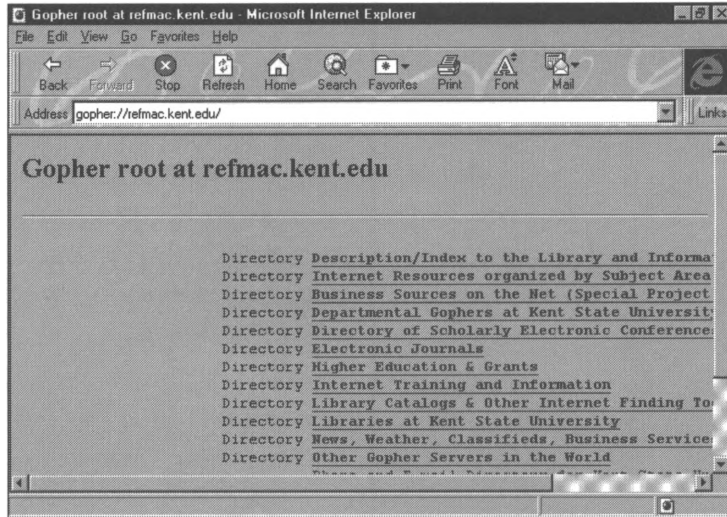 Gopher root at refmac.kent.edu - Microsoft Internet Explorer
File Edit View Go Favorites Help
Back Forward Stop Refresh Home Search Favorites Print Font Mail
Address gopher://refmac.kent.edu/ Links
Gopher root at refmac.kent.edu
Directory Description/Index to the Library and Informa
Directory Internet Resources organized by Subject Area
Directory Business Sources on the Net (Special Project
Directory Departmental Gophers at Kent State University
Directory Directory of Scholarly Electronic Conferences
Directory Electronic Journals
Directory Higher Education & Grants
Directory Internet Training and Information
Directory Library Catalogs & Other Internet Finding To
Directory Libraries at Kent State University
Directory News, Weather, Classifieds, Business Services
Directory Other Gopher Servers in the World